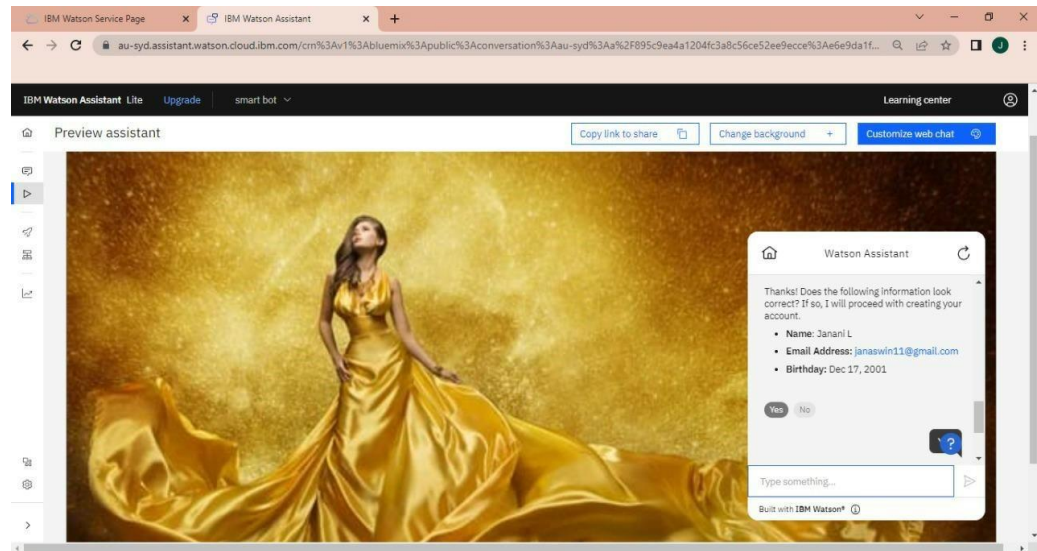 IBM Watson Service Page
IBM Watson Assistant
au-syd.assistant.watson.cloud.ibm.com/crn%3Av1%3Abluemix%3Apublic%3Aconversation%3Aau-syd%3Aa%2F895c9ea4a1204fc3a8c56ce52ee9ecce%3A6e9da1f...
J
IBM Watson Assistant Lite Upgrade smart bot Learning center
Preview assistant Copy link to share Change background + Customize web chat
Watson Assistant
Thanks! Does the following information look
correct? If so, I will proceed with creating your
account.
• Name: Janani L
• Email Address: janaswin11@gmail.com
• Birthday: Dec 17, 2001
Yes No
?
Type something...
Built with IBM Watson®